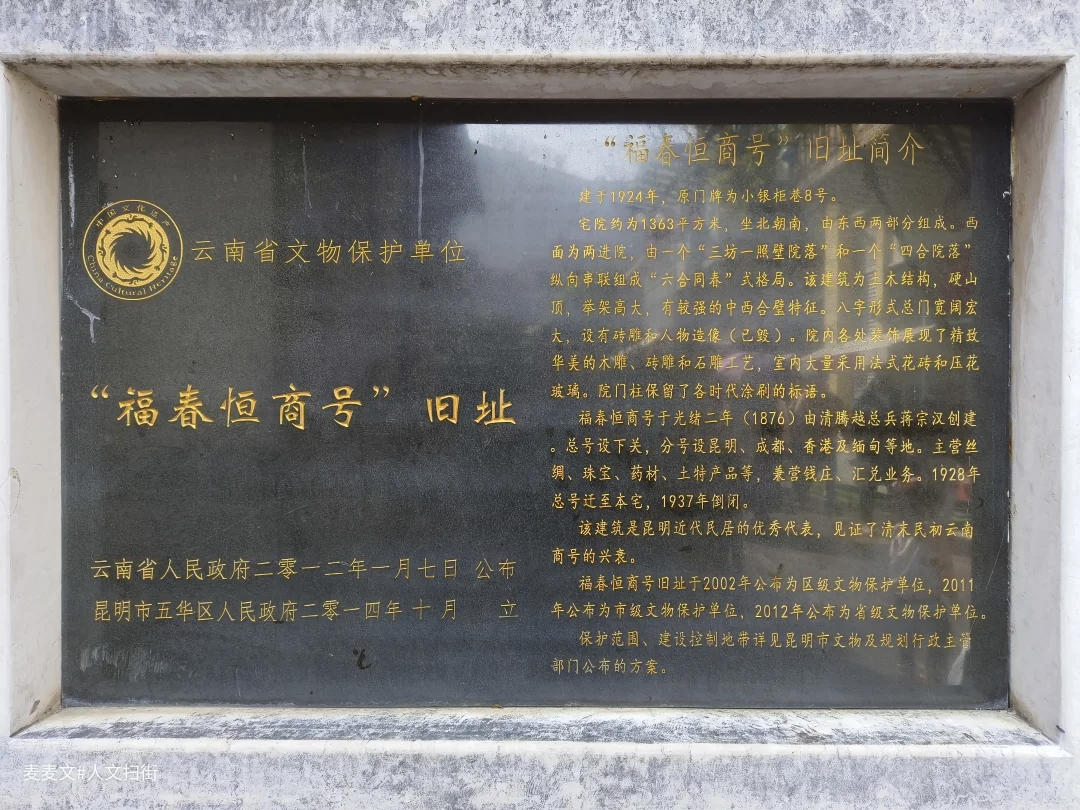 中国文化遗产
China Cultural Heritage
云南省文物保护单位
“福春恒商号”旧址
云南省人民政府二零一二年一月七日 公布
昆明市五华区人民政府二零一四年十月 立
“福春恒商号”旧址简介
建于1924年，原门牌为小银柜巷8号。
宅院约为1363平方米，坐北朝南，由东西两部分组成。西
面为两进院，由一个“三坊一照壁院落”和一个“四合院落”
纵向串联组成“六合同春”式格局。该建筑为土木结构，硬山
顶，举架高大，有较强的中西合璧特征。八字形式总门宽阔宏
大，设有砖雕和人物造像（已毁）。院内各处装饰展现了精致
华美的木雕、砖雕和石雕工艺，室内大量采用法式花砖和压花
玻璃。院门柱保留了各时代涂刷的标语。
福春恒商号于光绪二年（1876）由清腾越总兵蒋宗汉创建
。总号设下关，分号设昆明、成都、香港及缅甸等地。主营丝
绸、珠宝、药材、土特产品等，兼营钱庄、汇兑业务。1928年
总号迁至本宅，1937年倒闭。
该建筑是昆明近代民居的优秀代表，见证了清末民初云南
商号的兴衰。
福春恒商号旧址于2002年公布为区级文物保护单位，2011
年公布为市级文物保护单位，2012年公布为省级文物保护单位。
保护范围、建设控制地带详见昆明市文物及规划行政主管
部门公布的方案。
麦麦文#人文扫街